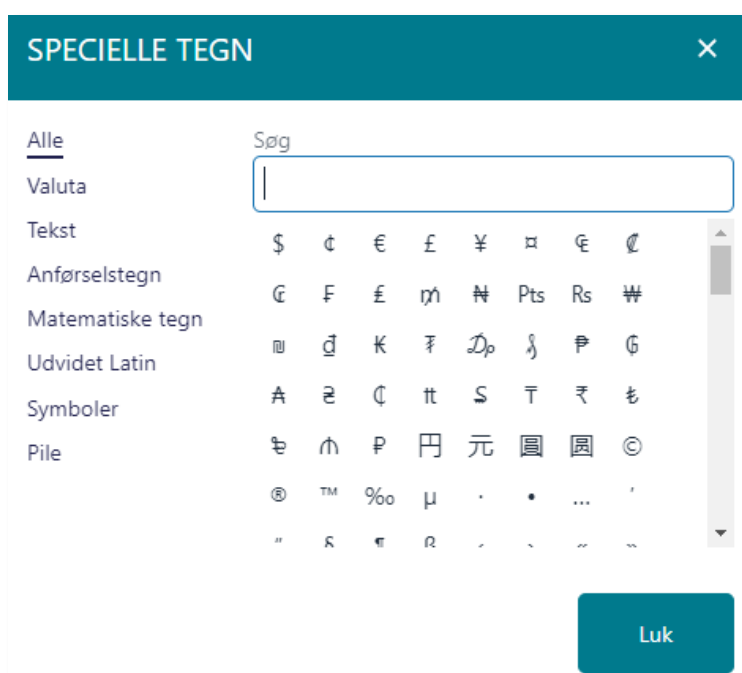 SPECIELLE TEGN ×
Alle
Valuta
Tekst
Anførselstegn
Matematiske tegn
Udvidet Latin
Symboler
Pile
Søg
$ ¢ € £ ¥ ¤ ₠ ₡
₢ ₣ ₤ ₥ ₦ ₧ ₨ ₩
₪ ₫ ₭ ₮ ₯ ₰ ₱ ₲
₳ ₴ ₵ ₶ ₷ ₸ ₹ ₺
₻ ₼ ₽ 円 元 圓 圆 ©
® ™ ‰ µ · • … ′
″ § ¶ ß ‹ › « »
Luk